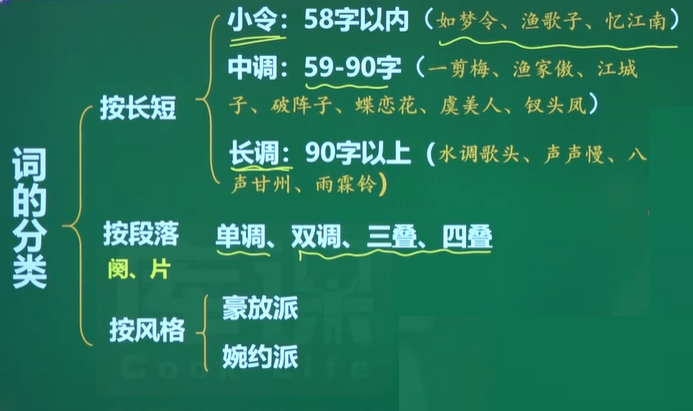 词的分类
按长短
小令：58字以内（如梦令、渔歌子、忆江南）
中调：59-90字（一剪梅、渔家傲、江城
子、破阵子、蝶恋花、虞美人、钗头凤）
长调：90字以上（水调歌头、声声慢、八
声甘州、雨霖铃)
按段落
单调、双调、三叠、四叠
阕、片
按风格
豪放派
婉约派